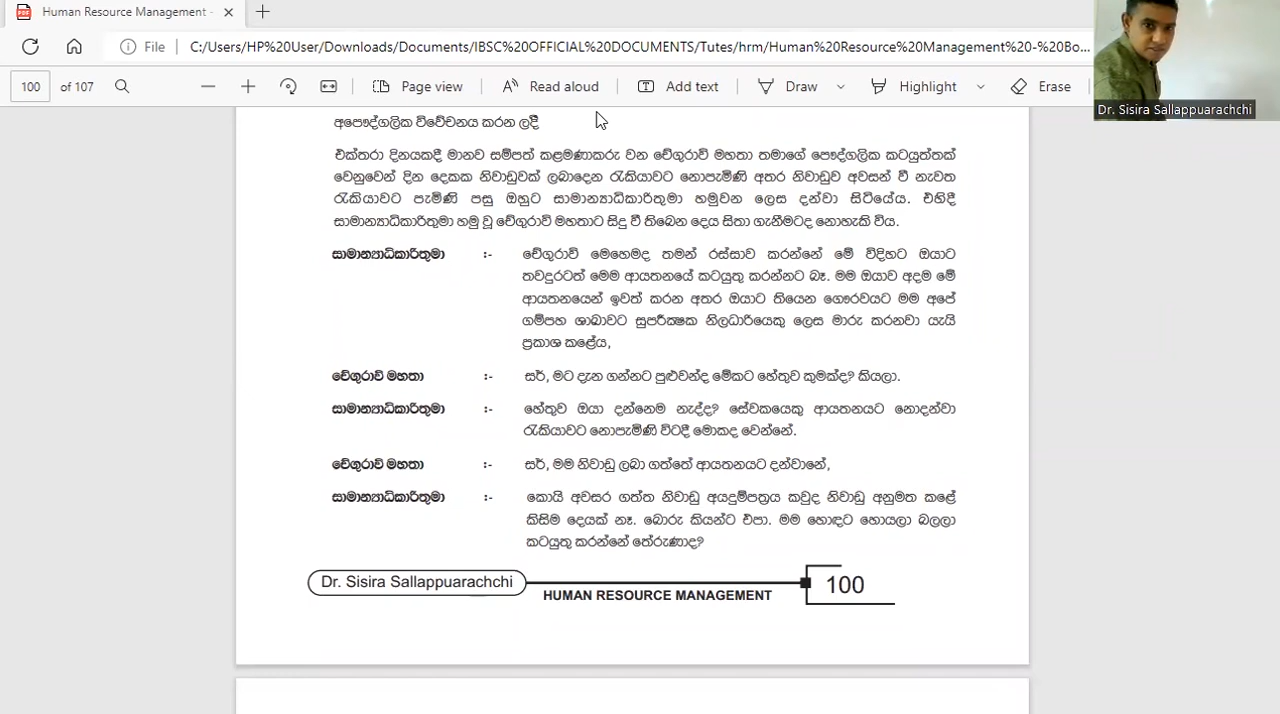 Human Resource Management -
File
C:/Users/HP%20User/Downloads/Documents/IBSC%20OFFICIAL%20DOCUMENTS/Tutes/hrm/Human%20Resource%20Management%20-%20Bo...
100 of 107
Page view
Read aloud
Add text
Draw
Highlight
Erase
Dr. Sisira Sallappuarachchi
අපෞද්ගලික විවේචනය කරන ලදී
එක්තරා දිනයකදී මානව සම්පත් කළමණාකරු වන චේගුරාවි මහතා තමාගේ පෞද්ගලික කටයුත්තක්
වෙනුවෙන් දින දෙකක නිවාඩුවක් ලබාදෙන රැකියාවට නොපැමිණි අතර නිවාඩුව අවසන් වී නැවත
රැකියාවට පැමිණි පසු ඔහුට සාමාන්‍යාධිකාරිතුමා හමුවන ලෙස දන්වා සිටියේය. එහිදී
සාමාන්‍යාධිකාරිතුමා හමු වූ චේගුරාවි මහතාට සිදු වී තිබෙන දෙය සිතා ගැනීමටද නොහැකි විය.
සාමාන්‍යාධිකාරිතුමා :- චේගුරාවි මෙහෙමද තමන් රස්සාව කරන්නේ මේ විදිහට ඔයාට
තවදුරටත් මෙම ආයතනයේ කටයුතු කරන්නට බෑ. මම ඔයාව අදම මේ
ආයතනයෙන් ඉවත් කරන අතර ඔයාට තියෙන ගෞරවයට මම අපේ
ගම්පහ ශාඛාවට සුපරීක්‍ෂක නිලධාරියෙකු ලෙස මාරු කරනවා යැයි
ප්‍රකාශ කළේය,
චේගුරාවි මහතා :- සර්, මට දැන ගන්නට පුළුවන්ද මේකට හේතුව කුමක්ද? කියලා.
සාමාන්‍යාධිකාරිතුමා :- හේතුව ඔයා දන්නෙම නැද්ද? සේවකයෙකු ආයතනයට නොදන්වා
රැකියාවට නොපැමිණි විටදී මොකද වෙන්නේ.
චේගුරාවි මහතා :- සර්, මම නිවාඩු ලබා ගත්තේ ආයතනයට දන්වානේ,
සාමාන්‍යාධිකාරිතුමා :- කොයි අවසර ගත්ත නිවාඩු අයදුම්පත්‍රය කවුද නිවාඩු අනුමත කළේ
කිසිම දෙයක් නෑ. බොරු කියන්ට එපා. මම හොඳට හොයලා බලලා
කටයුතු කරන්නේ තේරුණාද?
Dr. Sisira Sallappuarachchi
HUMAN RESOURCE MANAGEMENT
100